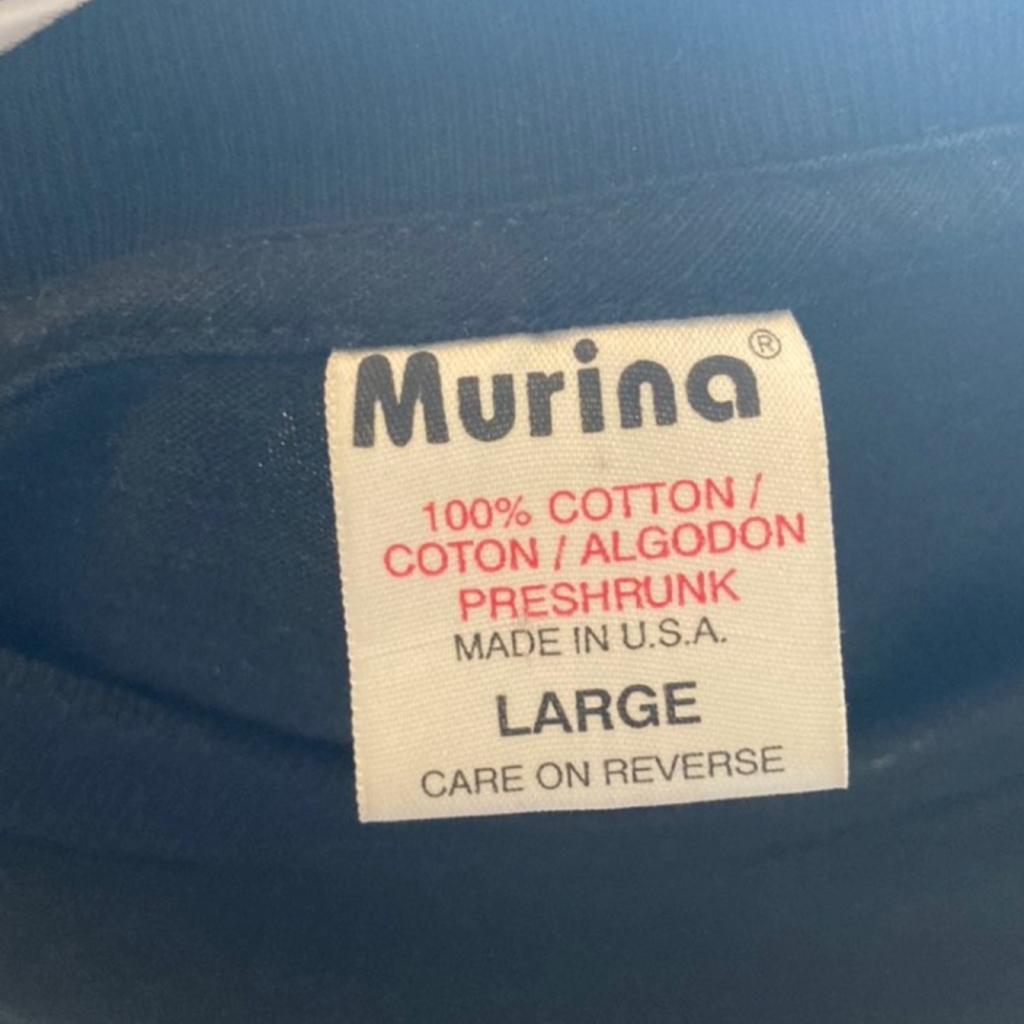 Murina®
100% COTTON /
COTON / ALGODON
PRESHRUNK
MADE IN U.S.A.
LARGE
CARE ON REVERSE